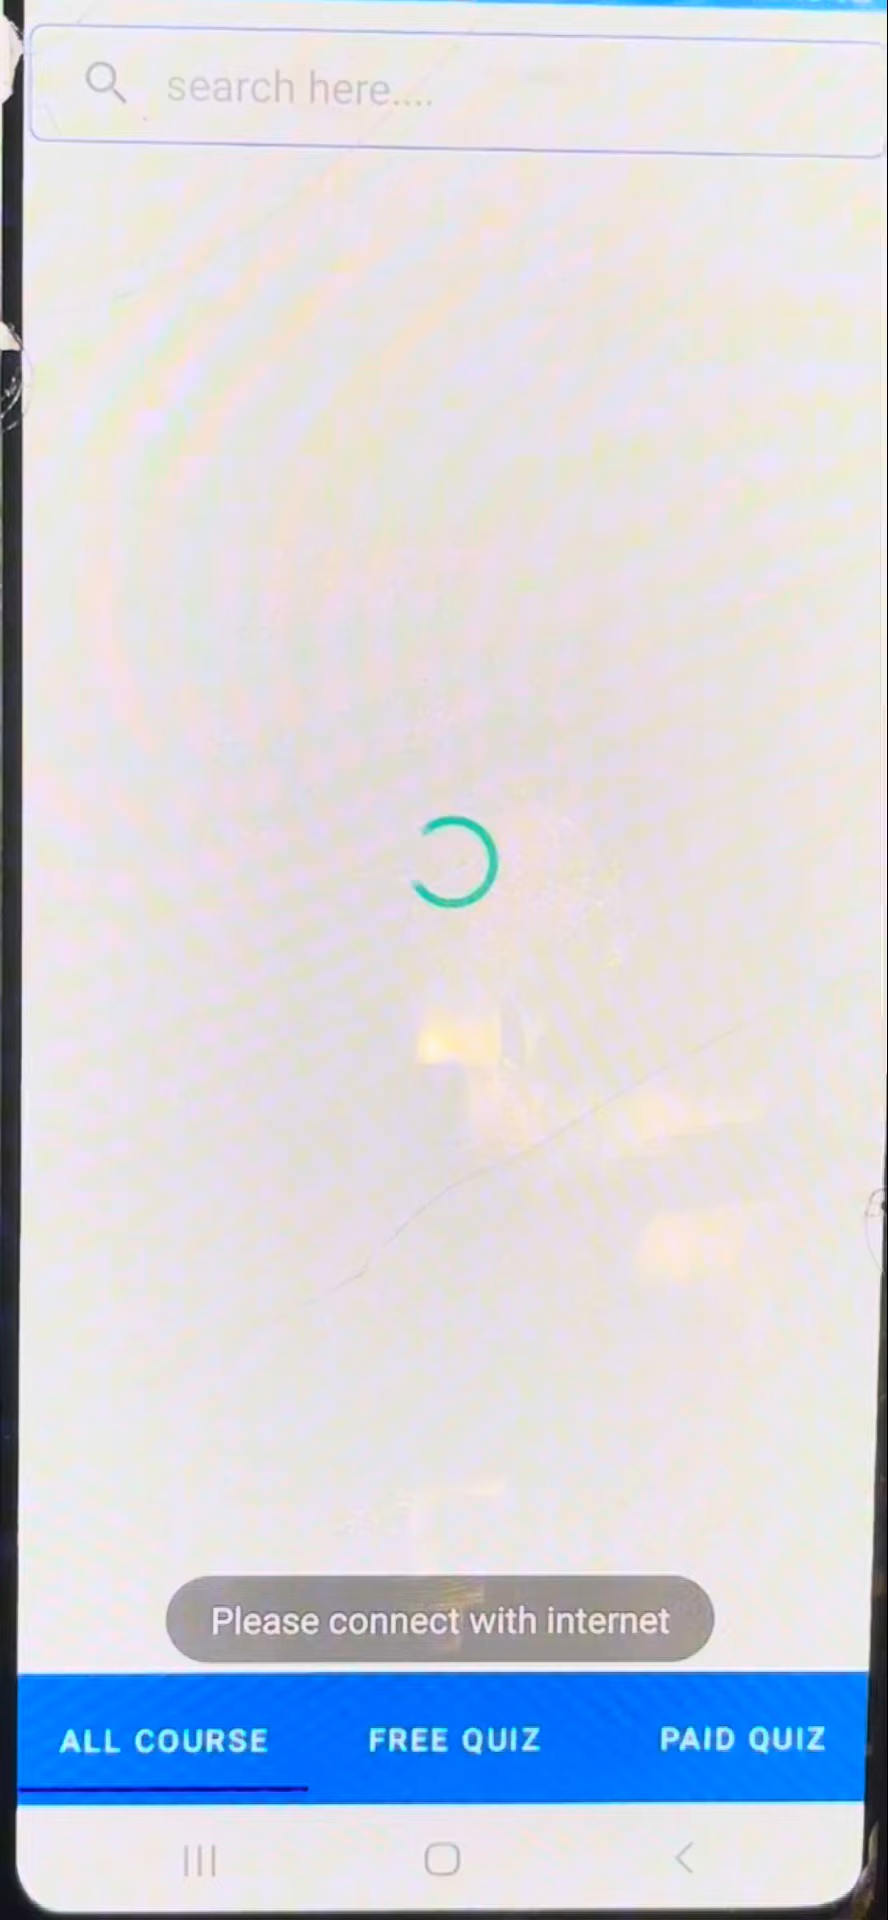 search here....
Please connect with internet
ALL COURSE
FREE QUIZ
PAID QUIZ